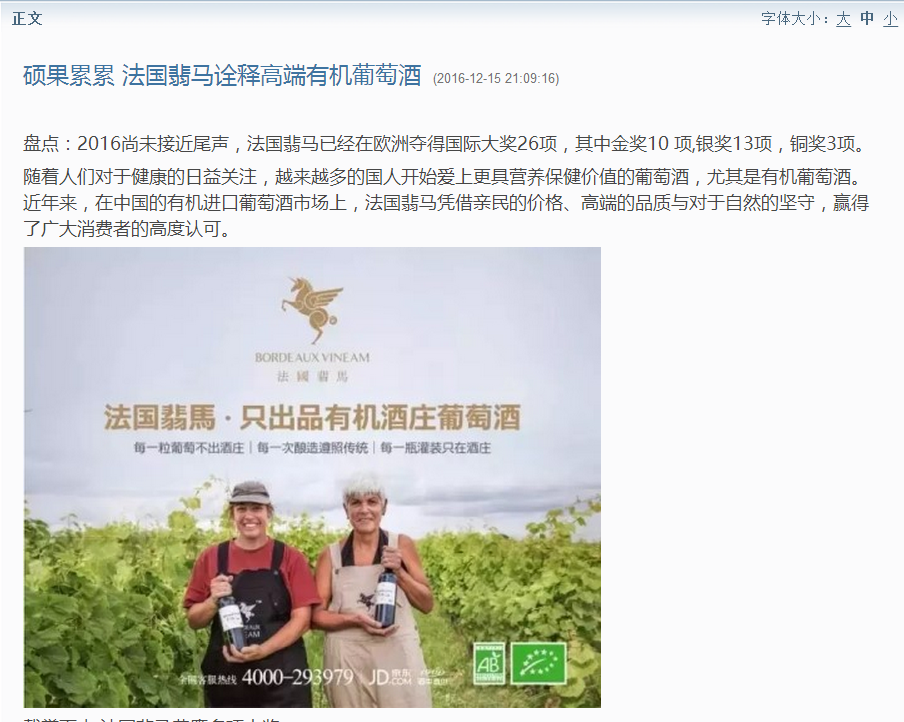 正文
字体大小：大 中 小
硕果累累 法国翡马诠释高端有机葡萄酒 (2016-12-15 21:09:16)
盘点：2016尚未接近尾声，法国翡马已经在欧洲夺得国际大奖26项，其中金奖10 项,银奖13项，铜奖3项。
随着人们对于健康的日益关注，越来越多的国人开始爱上更具营养保健价值的葡萄酒，尤其是有机葡萄酒。
近年来，在中国的有机进口葡萄酒市场上，法国翡马凭借亲民的价格、高端的品质与对于自然的坚守，赢得
了广大消费者的高度认可。
BORDEAUX VINEAM
法國翡馬
法国翡馬·只出品有机酒庄葡萄酒
每一粒葡萄不出酒庄｜每一次酿造遵照传统｜每一瓶灌装只在酒庄
全国客服热线 4000-293979 JD 京东 .COM
AB